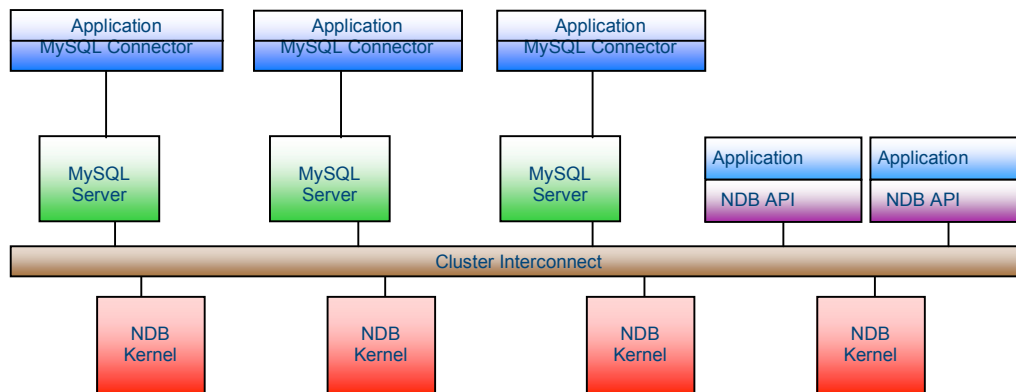 Application
MySQL Connector
Application
MySQL Connector
Application
MySQL Connector
MySQL
Server
MySQL
Server
MySQL
Server
Application
NDB API
Application
NDB API
Cluster Interconnect
NDB
Kernel
NDB
Kernel
NDB
Kernel
NDB
Kernel